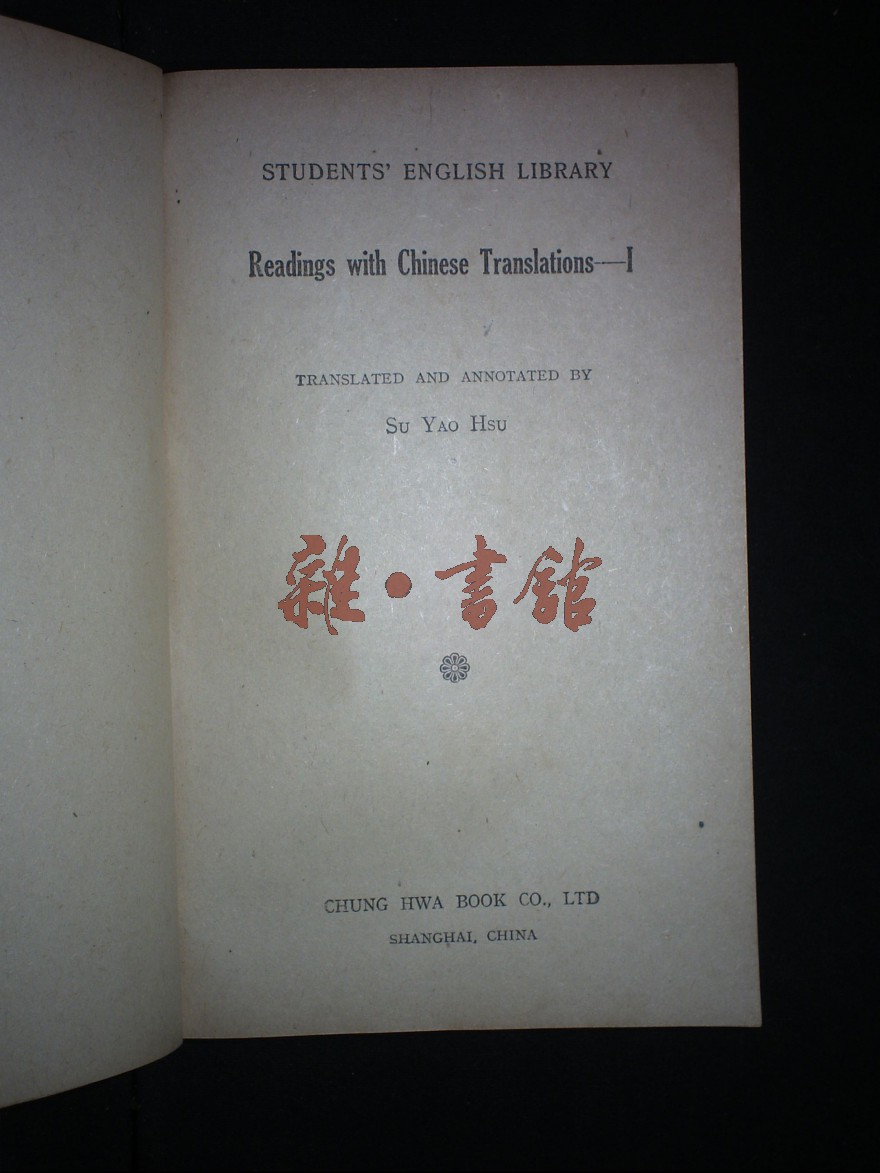 STUDENTS' ENGLISH LIBRARY
Readings with Chinese Translations—I
TRANSLATED AND ANNOTATED BY
SU YAO HSU
雜·書館
CHUNG HWA BOOK CO., LTD
SHANGHAI, CHINA